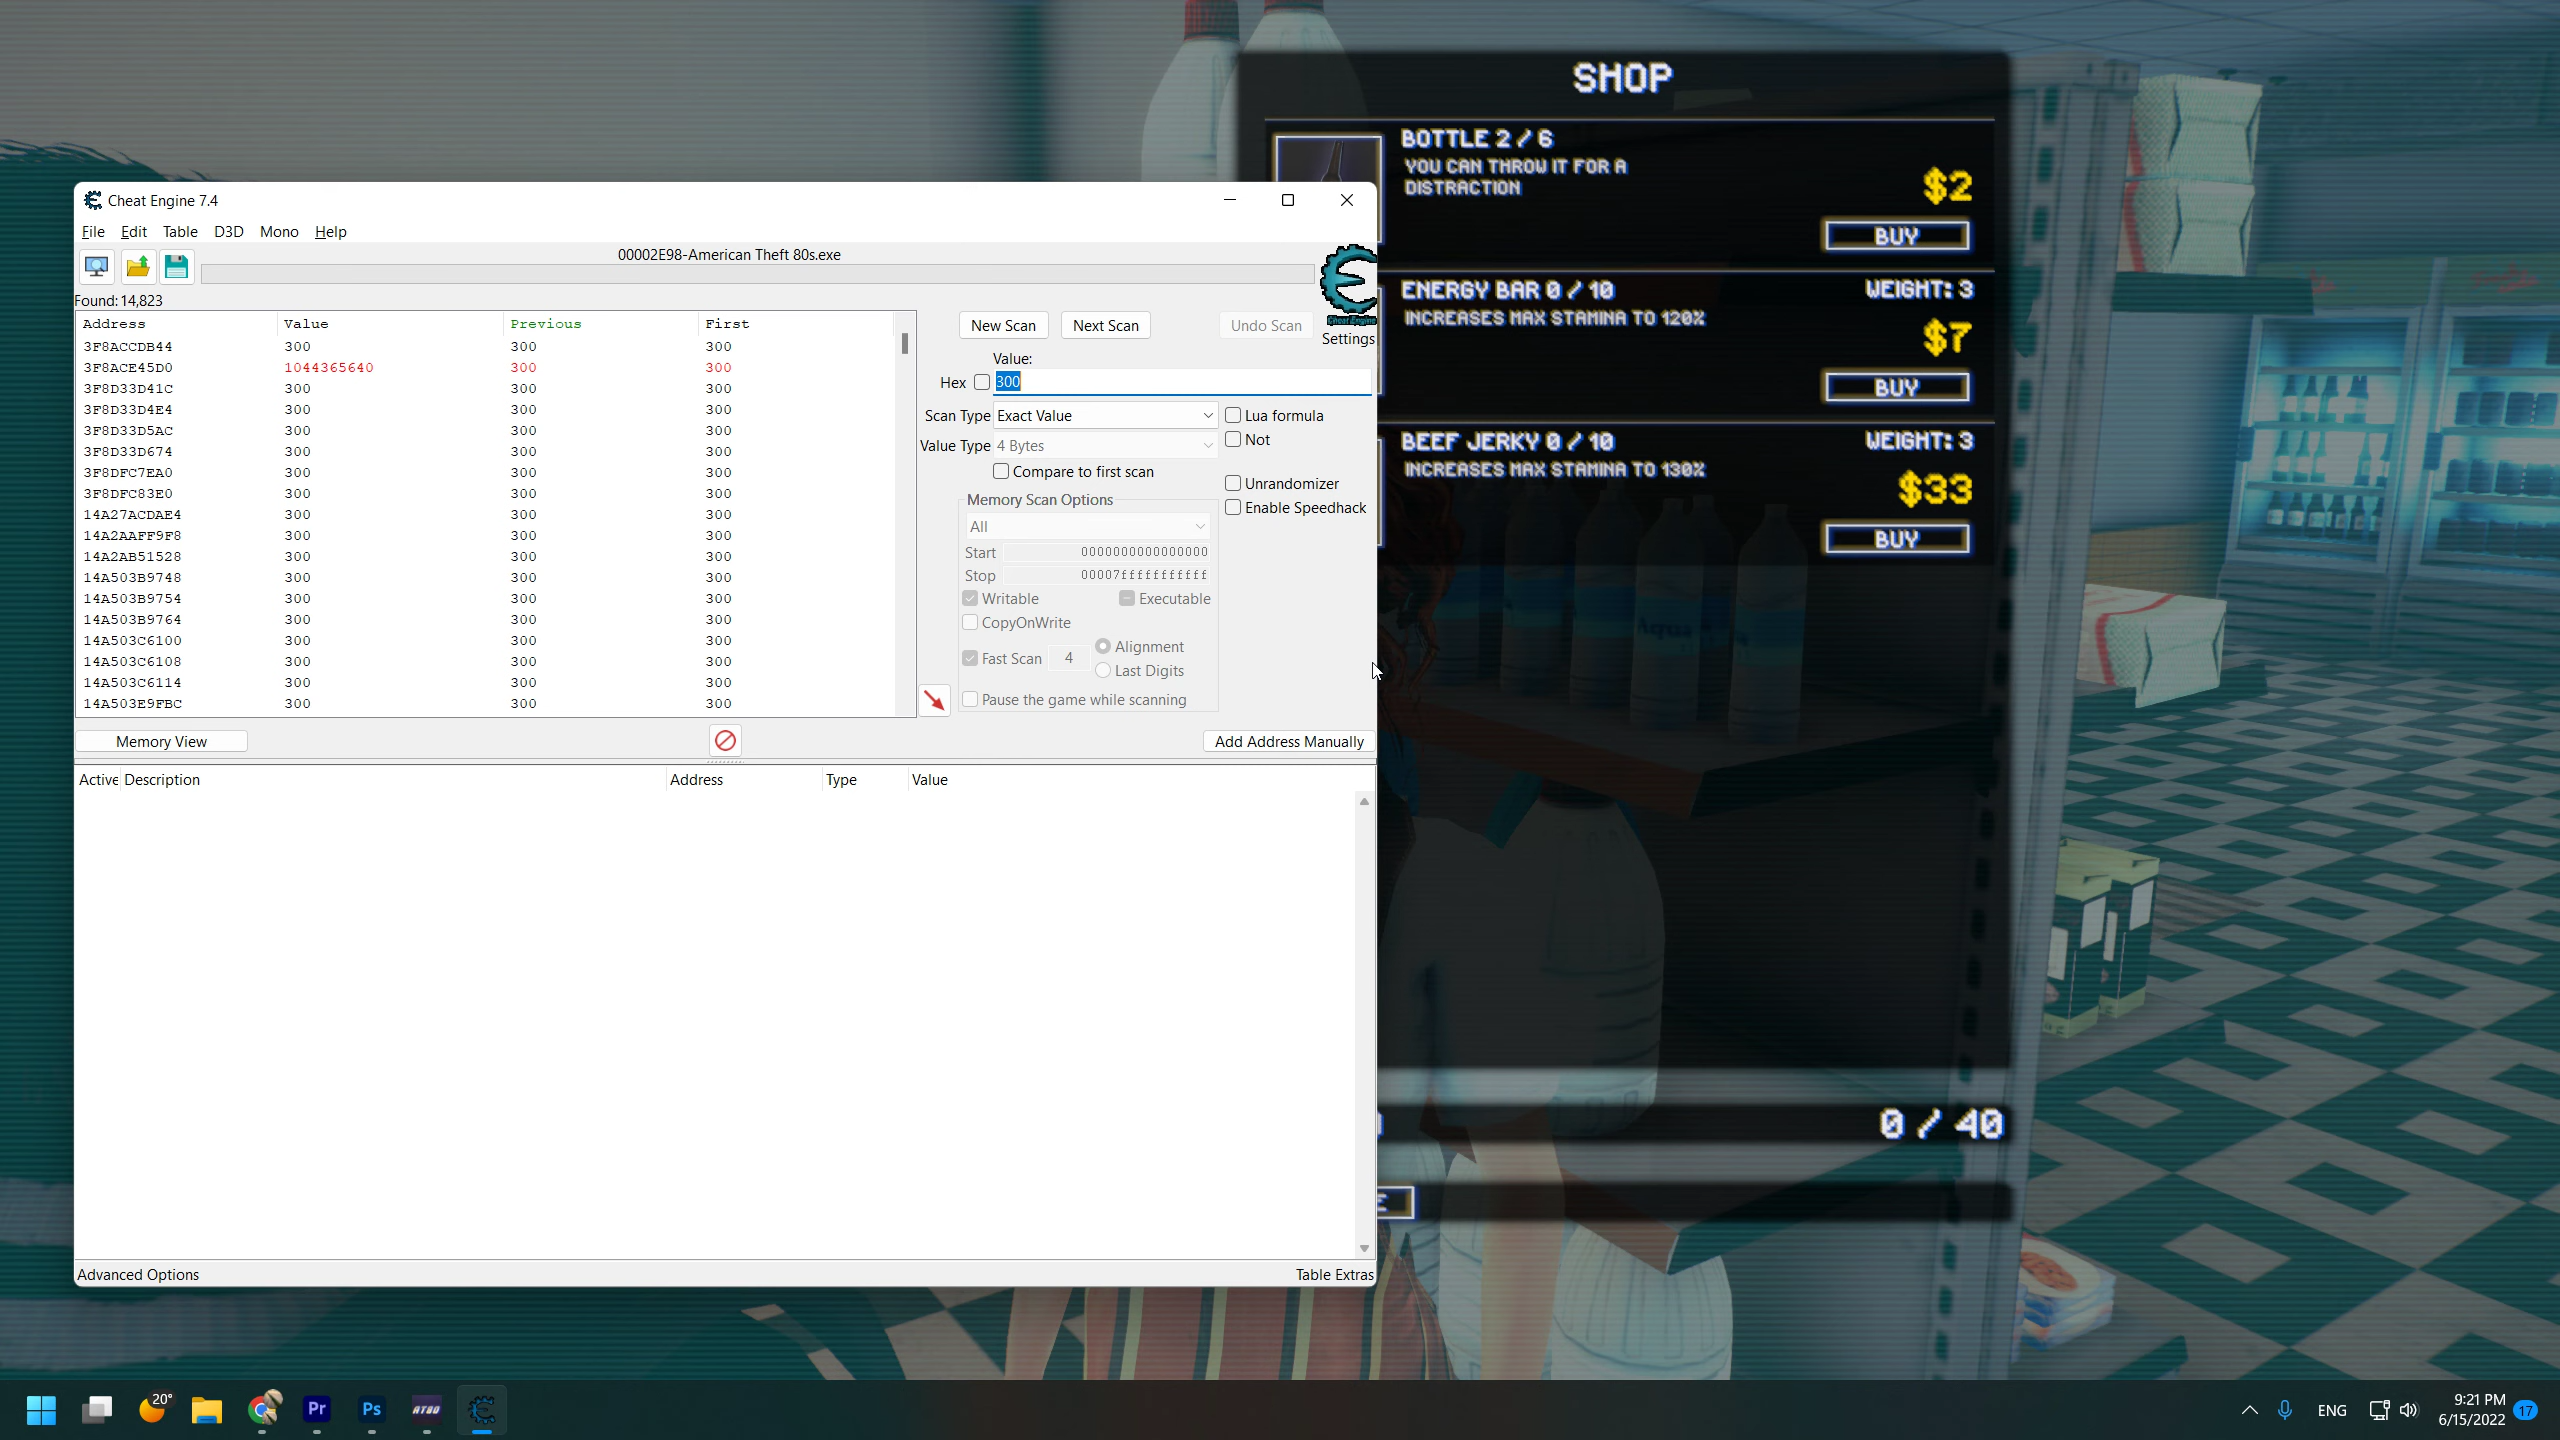 SHOP
BOTTLE 2 / 6
YOU CAN THROW IT FOR A
DISTRACTION
$2
BUY
ENERGY BAR 0 / 10
WEIGHT: 3
INCREASES MAX STAMINA TO 120%
$7
BUY
BEEF JERKY 0 / 10
WEIGHT: 3
INCREASES MAX STAMINA TO 130%
$33
BUY
Aqua
0 / 40
Cheat Engine 7.4
File Edit Table D3D Mono Help
00002E98-American Theft 80s.exe
Cheat Engine
Found: 14,823
Settings
Address Value Previous First
3F8ACCDB44 300 300 300
3F8ACE45D0 1044365640 300 300
3F8D33D41C 300 300 300
3F8D33D4E4 300 300 300
3F8D33D5AC 300 300 300
3F8D33D674 300 300 300
3F8DFC7EA0 300 300 300
3F8DFC83E0 300 300 300
14A27ACDAE4 300 300 300
14A2AAFF9F8 300 300 300
14A2AB51528 300 300 300
14A503B9748 300 300 300
14A503B9754 300 300 300
14A503B9764 300 300 300
14A503C6100 300 300 300
14A503C6108 300 300 300
14A503C6114 300 300 300
14A503E9FBC 300 300 300
New Scan Next Scan Undo Scan
Value:
Hex 300
Scan Type Exact Value
Lua formula
Value Type 4 Bytes
Not
Compare to first scan
Unrandomizer
Enable Speedhack
Memory Scan Options
All
Start 0000000000000000
Stop 00007fffffffffff
Writable Executable
CopyOnWrite
Fast Scan 4 Alignment
Last Digits
Pause the game while scanning
Memory View
Add Address Manually
Active Description Address Type Value
Advanced Options
Table Extras
20°
Pr
Ps
AT80
ENG
9:21 PM
6/15/2022
17